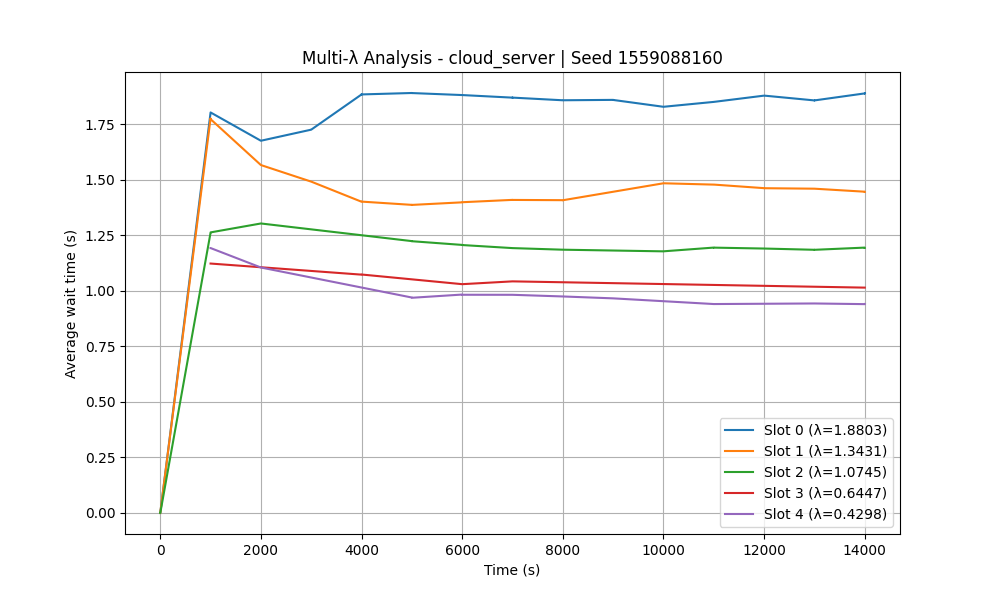 Multi-λ Analysis - cloud_server | Seed 1559088160
Average wait time (s)
1.75
1.50
1.25
1.00
0.75
0.50
0.25
0.00
Slot 0 (λ=1.8803)
Slot 1 (λ=1.3431)
Slot 2 (λ=1.0745)
Slot 3 (λ=0.6447)
Slot 4 (λ=0.4298)
0 2000 4000 6000 8000 10000 12000 14000
Time (s)